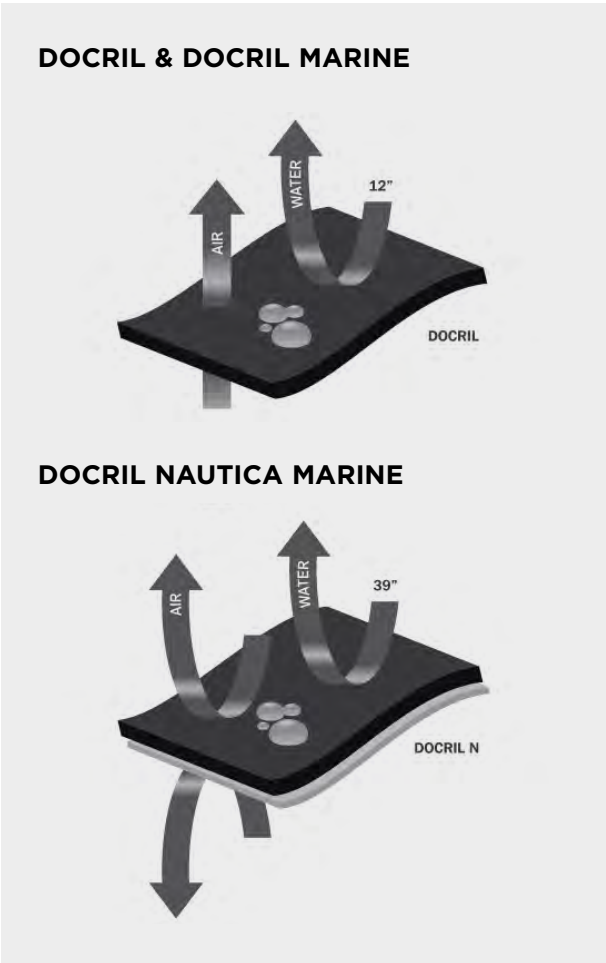 DOCRIL & DOCRIL MARINE
WATER
12”
AIR
DOCRIL
DOCRIL NAUTICA MARINE
AIR
WATER
39”
DOCRIL N